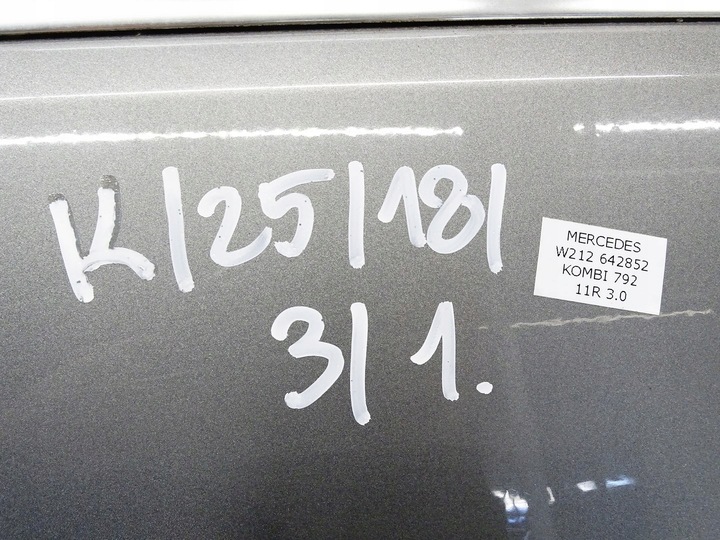 K/25/18/
3/1.
MERCEDES
W212 642852
KOMBI 792
11R 3.0